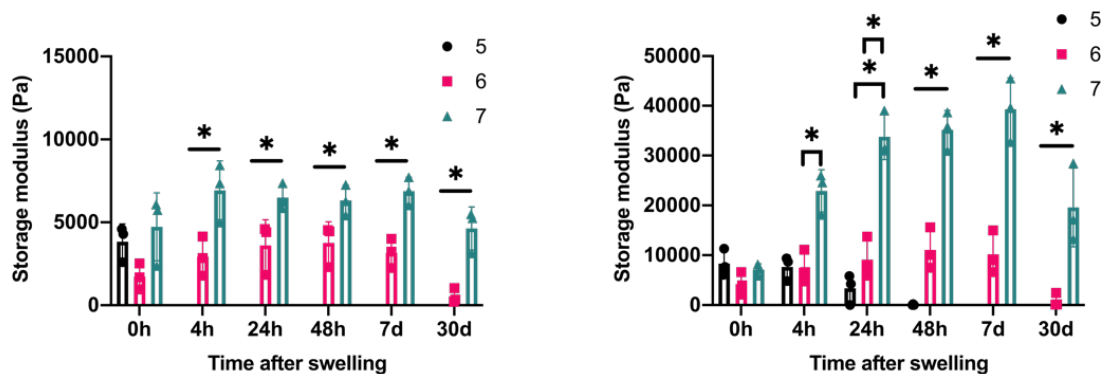 Storage modulus (Pa)
15000
10000
5000
0
5
6
7
*
*
*
*
*
0h
4h
24h
48h
7d
30d
Time after swelling
Storage modulus (Pa)
50000
40000
30000
20000
10000
0
5
6
7
*
*
*
*
*
*
0h
4h
24h
48h
7d
30d
Time after swelling